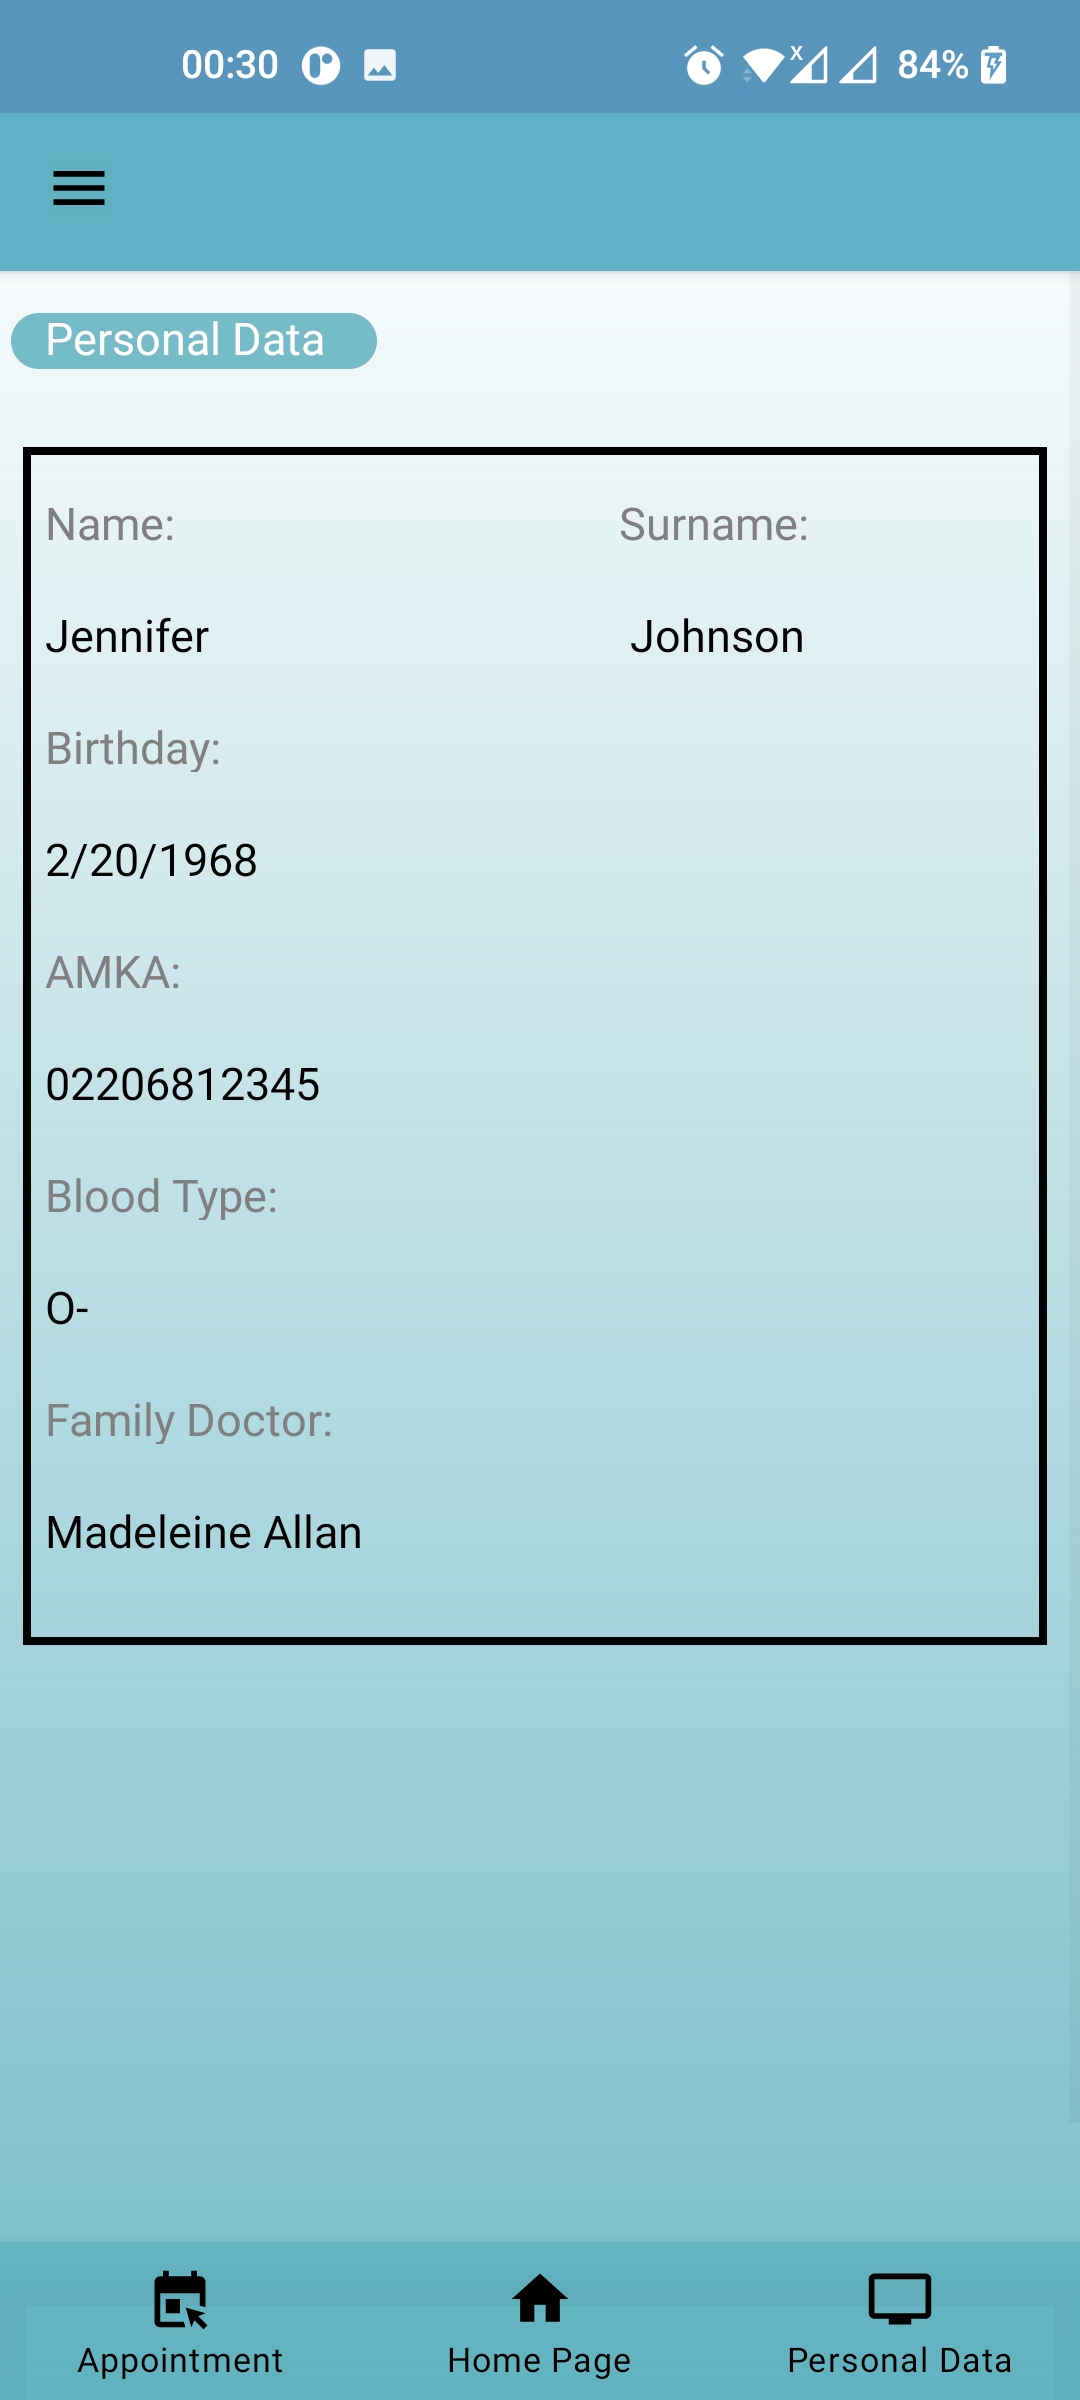 00:30 84%
Personal Data
Name: Surname:
Jennifer Johnson
Birthday:
2/20/1968
AMKA:
02206812345
Blood Type:
O-
Family Doctor:
Madeleine Allan
Appointment Home Page Personal Data